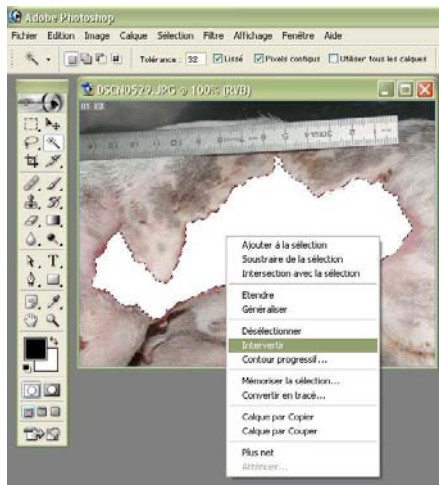 Adobe Photoshop
Fichier Edition Image Calque Sélection Filtre Affichage Fenêtre Aide
Tolérance : 32 Lissé Pixels contigus Utiliser tous les calques
DSCN0529.JPG @ 100% (RVB)
Ajouter à la sélection
Soustraire de la sélection
Intersection avec la sélection
Etendre
Généraliser
Désélectionner
Intervertir
Contour progressif...
Mémoriser la sélection...
Convertir en tracé...
Calque par Copier
Calque par Couper
Plus net
Atténuer...